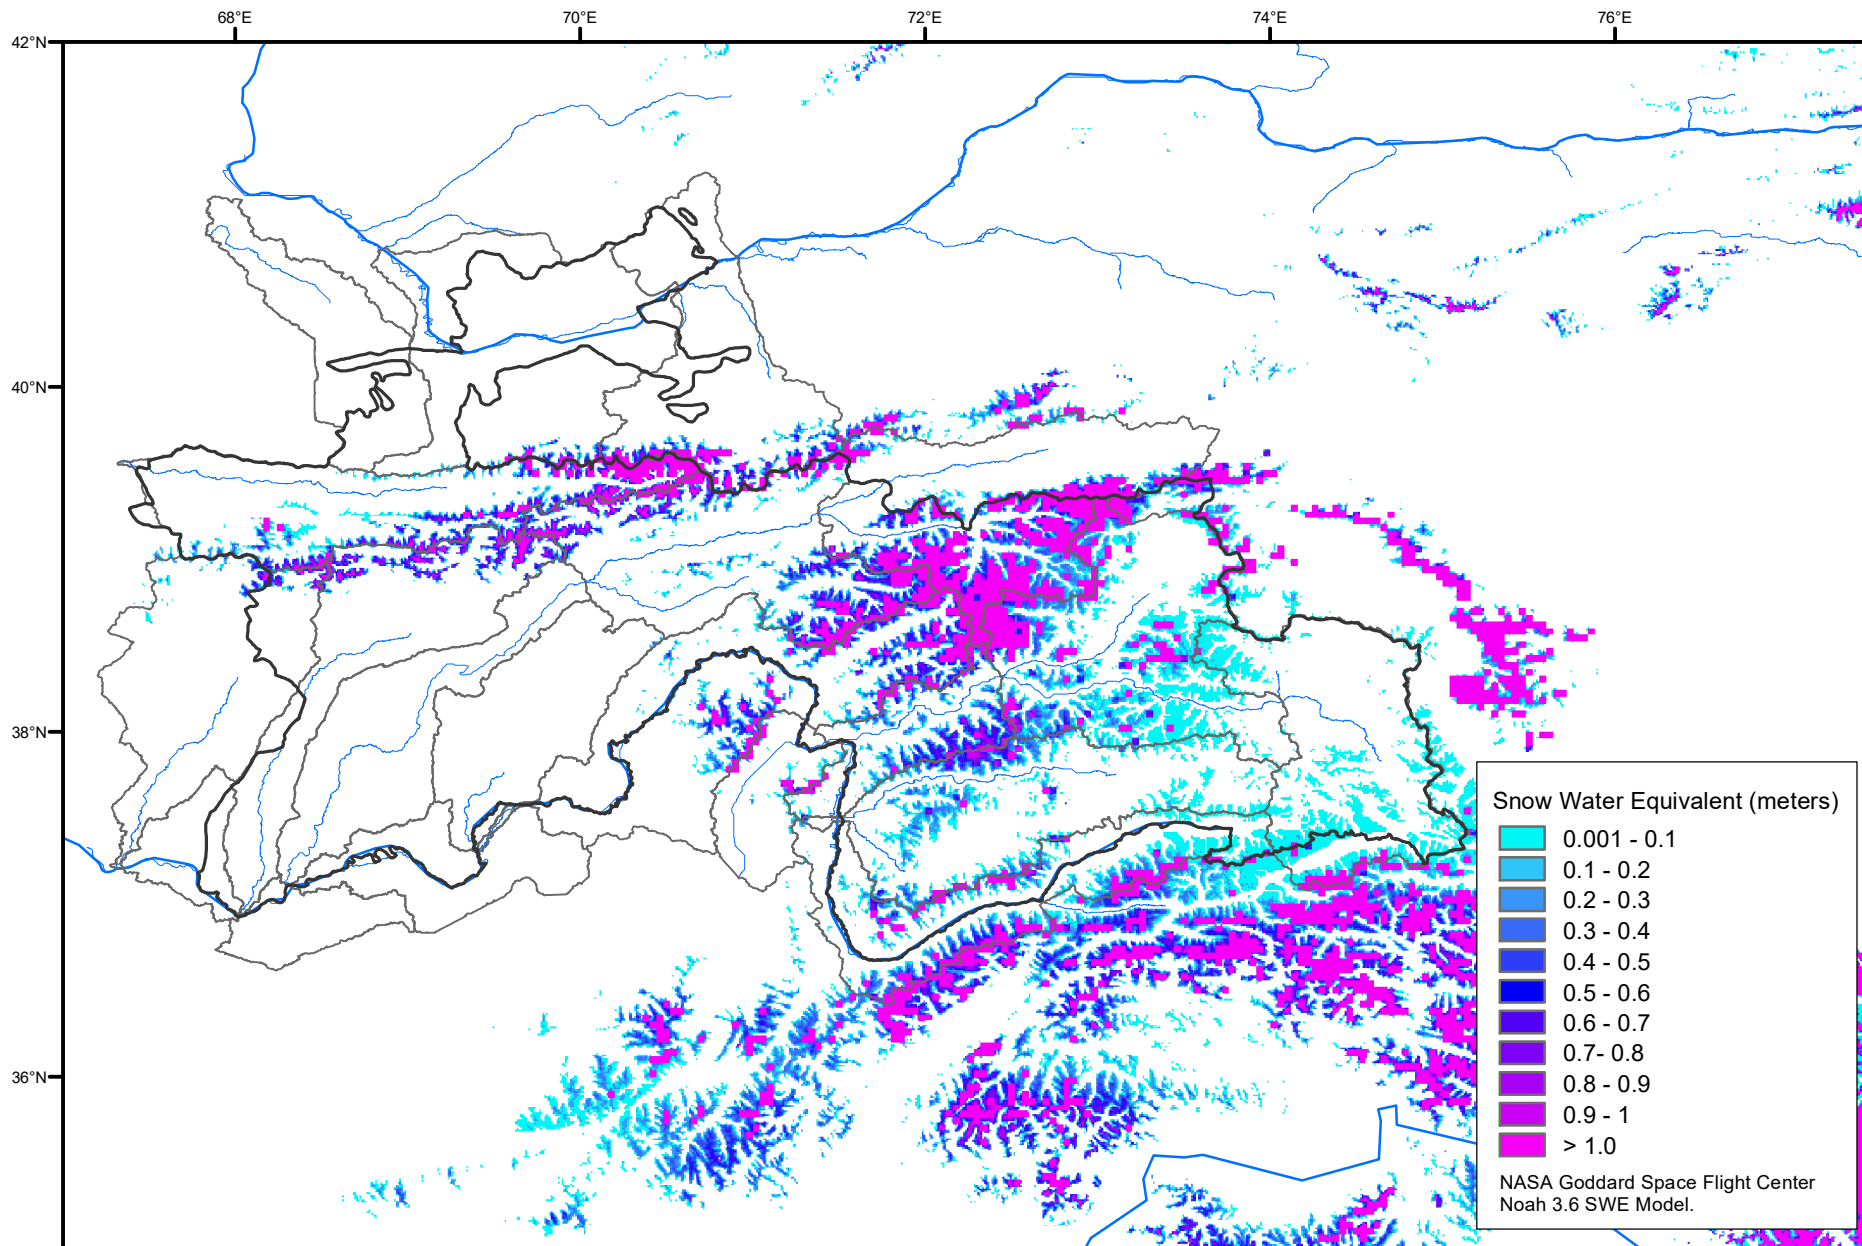 68°E
70°E
72°E
74°E
76°E
42°N
40°N
38°N
36°N
Snow Water Equivalent (meters)
0.001 - 0.1
0.1 - 0.2
0.2 - 0.3
0.3 - 0.4
0.4 - 0.5
0.5 - 0.6
0.6 - 0.7
0.7- 0.8
0.8 - 0.9
0.9 - 1
> 1.0
NASA Goddard Space Flight Center
Noah 3.6 SWE Model.